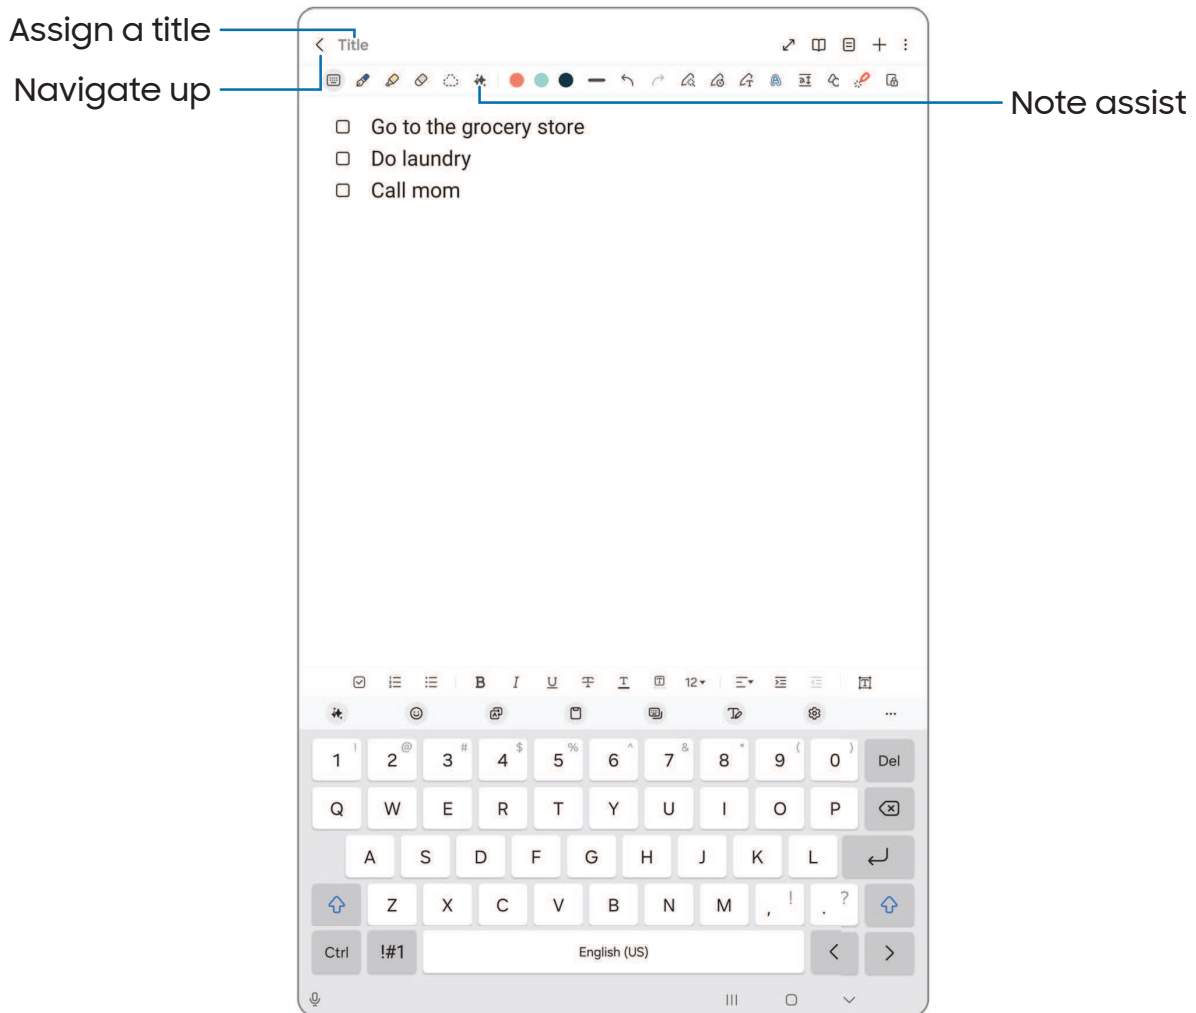 Assign a title
Title
Navigate up
Note assist
Go to the grocery store
Do laundry
Call mom
B I U T T T 12
1 ! 2 @ 3 # 4 $ 5 % 6 ^ 7 & 8 * 9 ( 0 ) Del
Q W E R T Y U I O P
A S D F G H J K L
Z X C V B N M , ! . ?
Ctrl !#1 English (US) < >